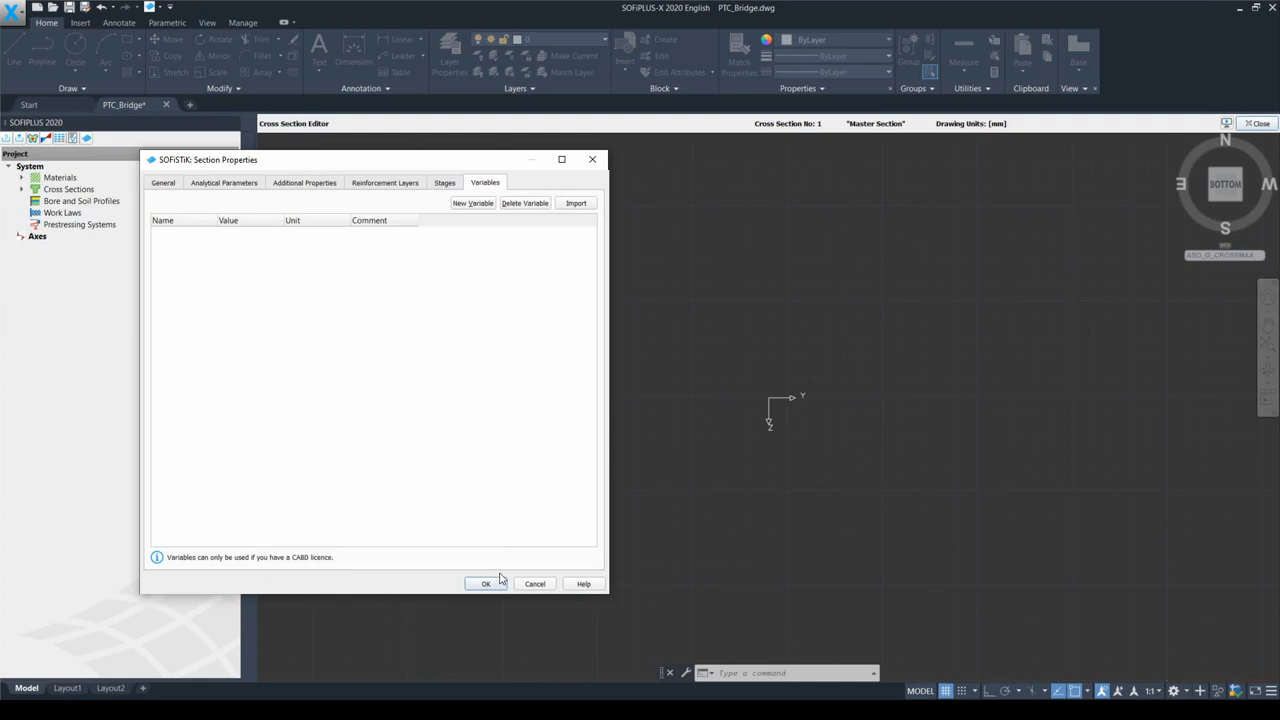 SOFiPLUS-X 2020 English PTC_Bridge.dwg
Home Insert Annotate Parametric View Manage
Line Polyline Circle Arc
Move Rotate Trim
Copy Mirror Fillet
Stretch Scale Array
Text Dimension
Linear
Leader
Table
Layer Properties
0
Make Current
Match Layer
Insert
Create
Edit
Edit Attributes
Match Properties
ByLayer
ByLayer
ByLayer
Group
Measure
Paste
Base
Draw Modify Annotation Layers Block Properties Groups Utilities Clipboard View
Start PTC_Bridge*
SOFIPLUS 2020
Project
System
Materials
Cross Sections
Bore and Soil Profiles
Work Laws
Prestressing Systems
Axes
Cross Section Editor Cross Section No: 1 "Master Section" Drawing Units: [mm] Close
SOFiSTiK: Section Properties
General Analytical Parameters Additional Properties Reinforcement Layers Stages Variables
New Variable Delete Variable Import
Name Value Unit Comment
Variables can only be used if you have a CABD licence.
OK Cancel Help
N
E BOTTOM W
S
ASO_G_CROSSMAX
Y
Z
Type a command
Model Layout1 Layout2
MODEL 1:1